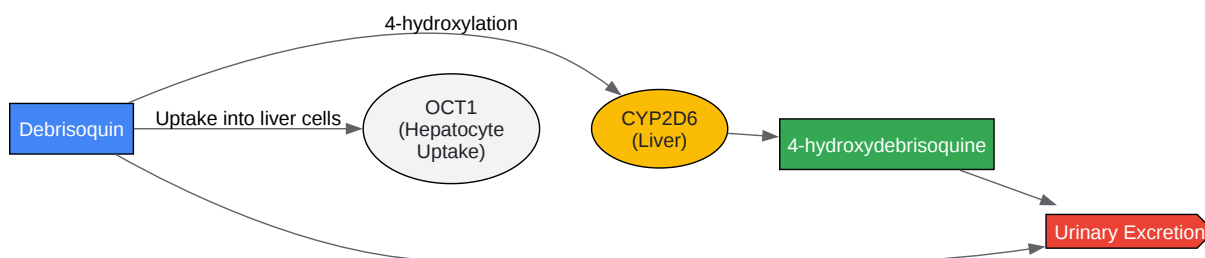 4-hydroxylation
Debrisoquin
Uptake into liver cells
OCT1
(Hepatocyte
Uptake)
CYP2D6
(Liver)
4-hydroxydebrisoquine
Urinary Excretion